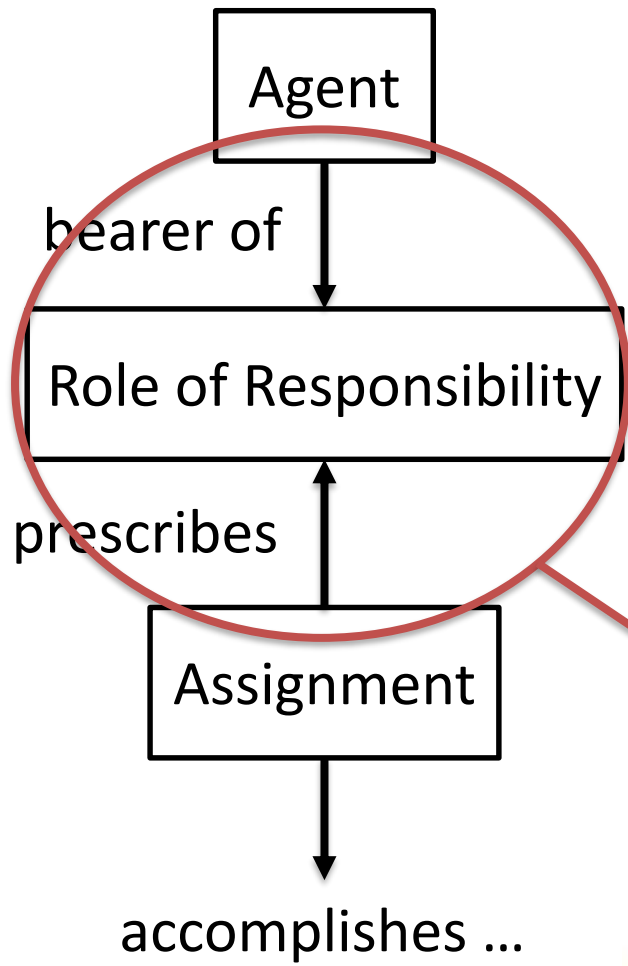 Agent
bearer of
Role of Responsibility
prescribes
Assignment
accomplishes ...